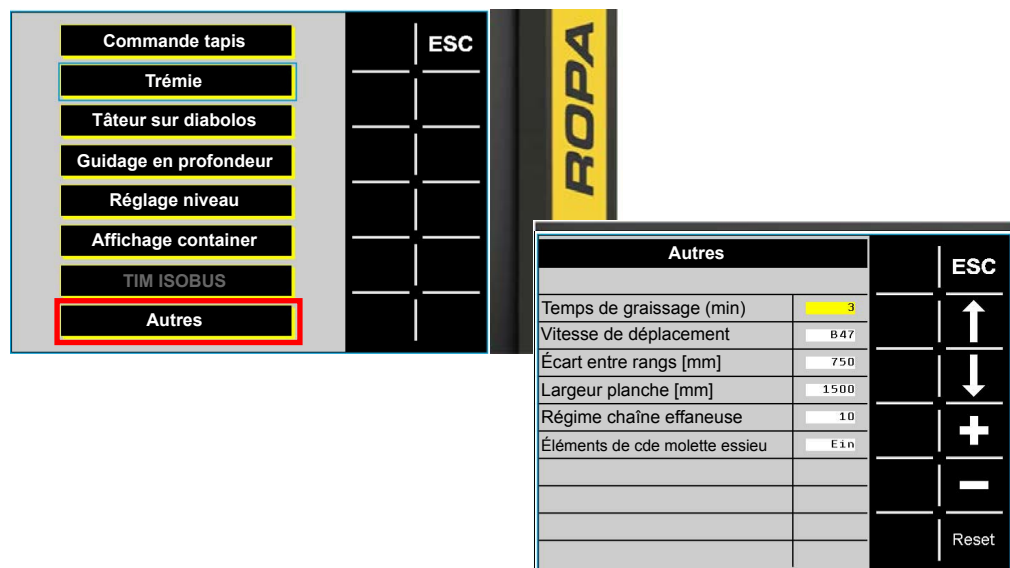 Commande tapis
ESC
Trémie
Tâteur sur diabolos
Guidage en profondeur
Réglage niveau
Affichage container
TIM ISOBUS
Autres
ROPA
Autres
ESC
Temps de graissage (min) 3
Vitesse de déplacement B47
Écart entre rangs [mm] 750
Largeur planche [mm] 1500
Régime chaîne effaneuse 10
Éléments de cde molette essieu Ein
Reset